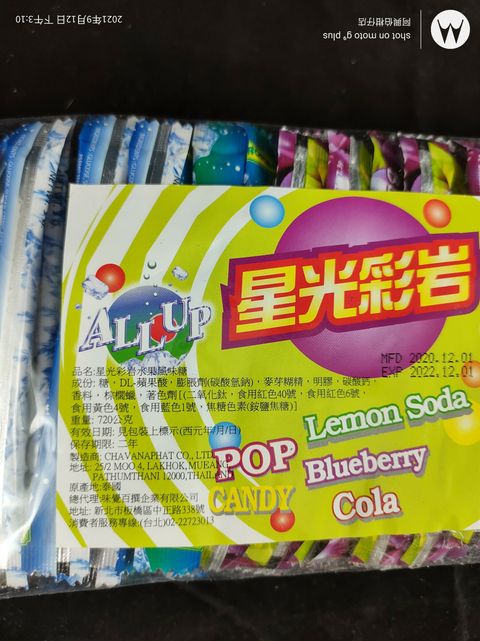 2021年9月12日 下午3:10
shot on moto g⁵ plus
阿興伯柑仔店
星光彩岩
ALL UP
MFD 2020.12.01
EXP 2022.12.01
品名:星光彩岩水果風味糖
成份: 糖，DL-蘋果酸，膨脹劑(碳酸氫鈉)，麥芽糊精，明膠，碳酸鈣，
香料，棕櫚蠟，著色劑[(二氧化鈦，食用紅色40號，食用紅色6號，
食用黃色4號，食用藍色1號，焦糖色素(銨鹽焦糖)]
重量: 720公克
有效日期: 見包裝上標示(西元年/月/日)
保存期限: 二年
製造商: CHAVANAPHAT CO., LTD
地址: 25/2 MOO 4, LAKHOK, MUEANG
PATHUMTHANI 12000,THAILAND
原產地:泰國
總代理:味覺百撰企業有限公司
地址: 新北市板橋區中正路338號
消費者服務專線:(台北)02-22723013
POP
CANDY
Lemon Soda
Blueberry
Cola